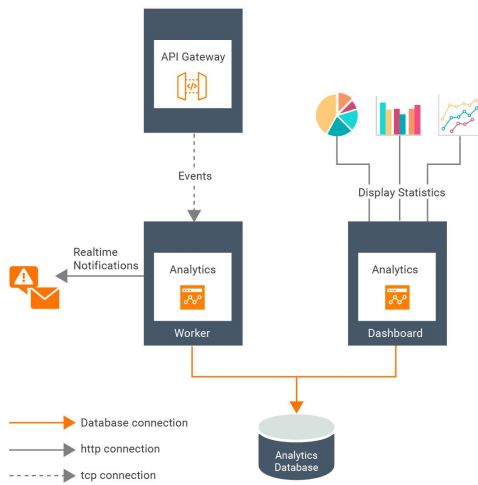 API Gateway
Events
Display Statistics
Realtime
Notifications
Analytics
Analytics
Worker
Dashboard
Database connection
http connection
tcp connection
Analytics
Database